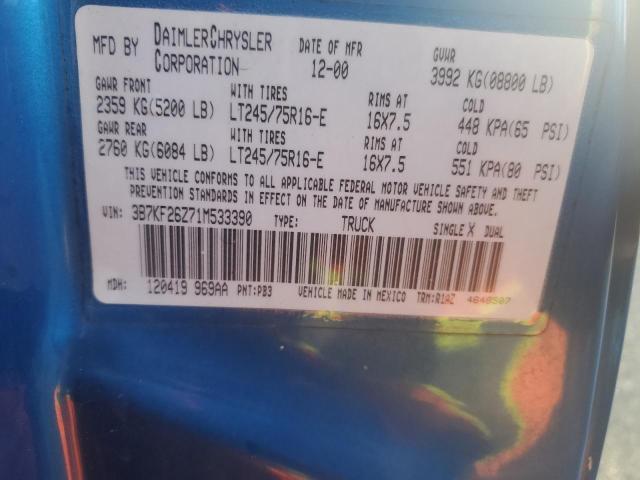 MFD BY DAIMLERCHRYSLER CORPORATION DATE OF MFR 12-00 GVWR 3992 KG(08800 LB)
GAWR FRONT WITH TIRES RIMS AT COLD
2359 KG(5200 LB) LT245/75R16-E 16X7.5 448 KPA(65 PSI)
GAWR REAR WITH TIRES RIMS AT COLD
2760 KG(6084 LB) LT245/75R16-E 16X7.5 551 KPA(80 PSI)
THIS VEHICLE CONFORMS TO ALL APPLICABLE FEDERAL MOTOR VEHICLE SAFETY AND THEFT
PREVENTION STANDARDS IN EFFECT ON THE DATE OF MANUFACTURE SHOWN ABOVE.
VIN: 3B7KF26Z71M533390 TYPE: TRUCK SINGLE X DUAL
MDH: 120419 969AA PNT:PB3 VEHICLE MADE IN MEXICO TRM:R1AZ 4648507